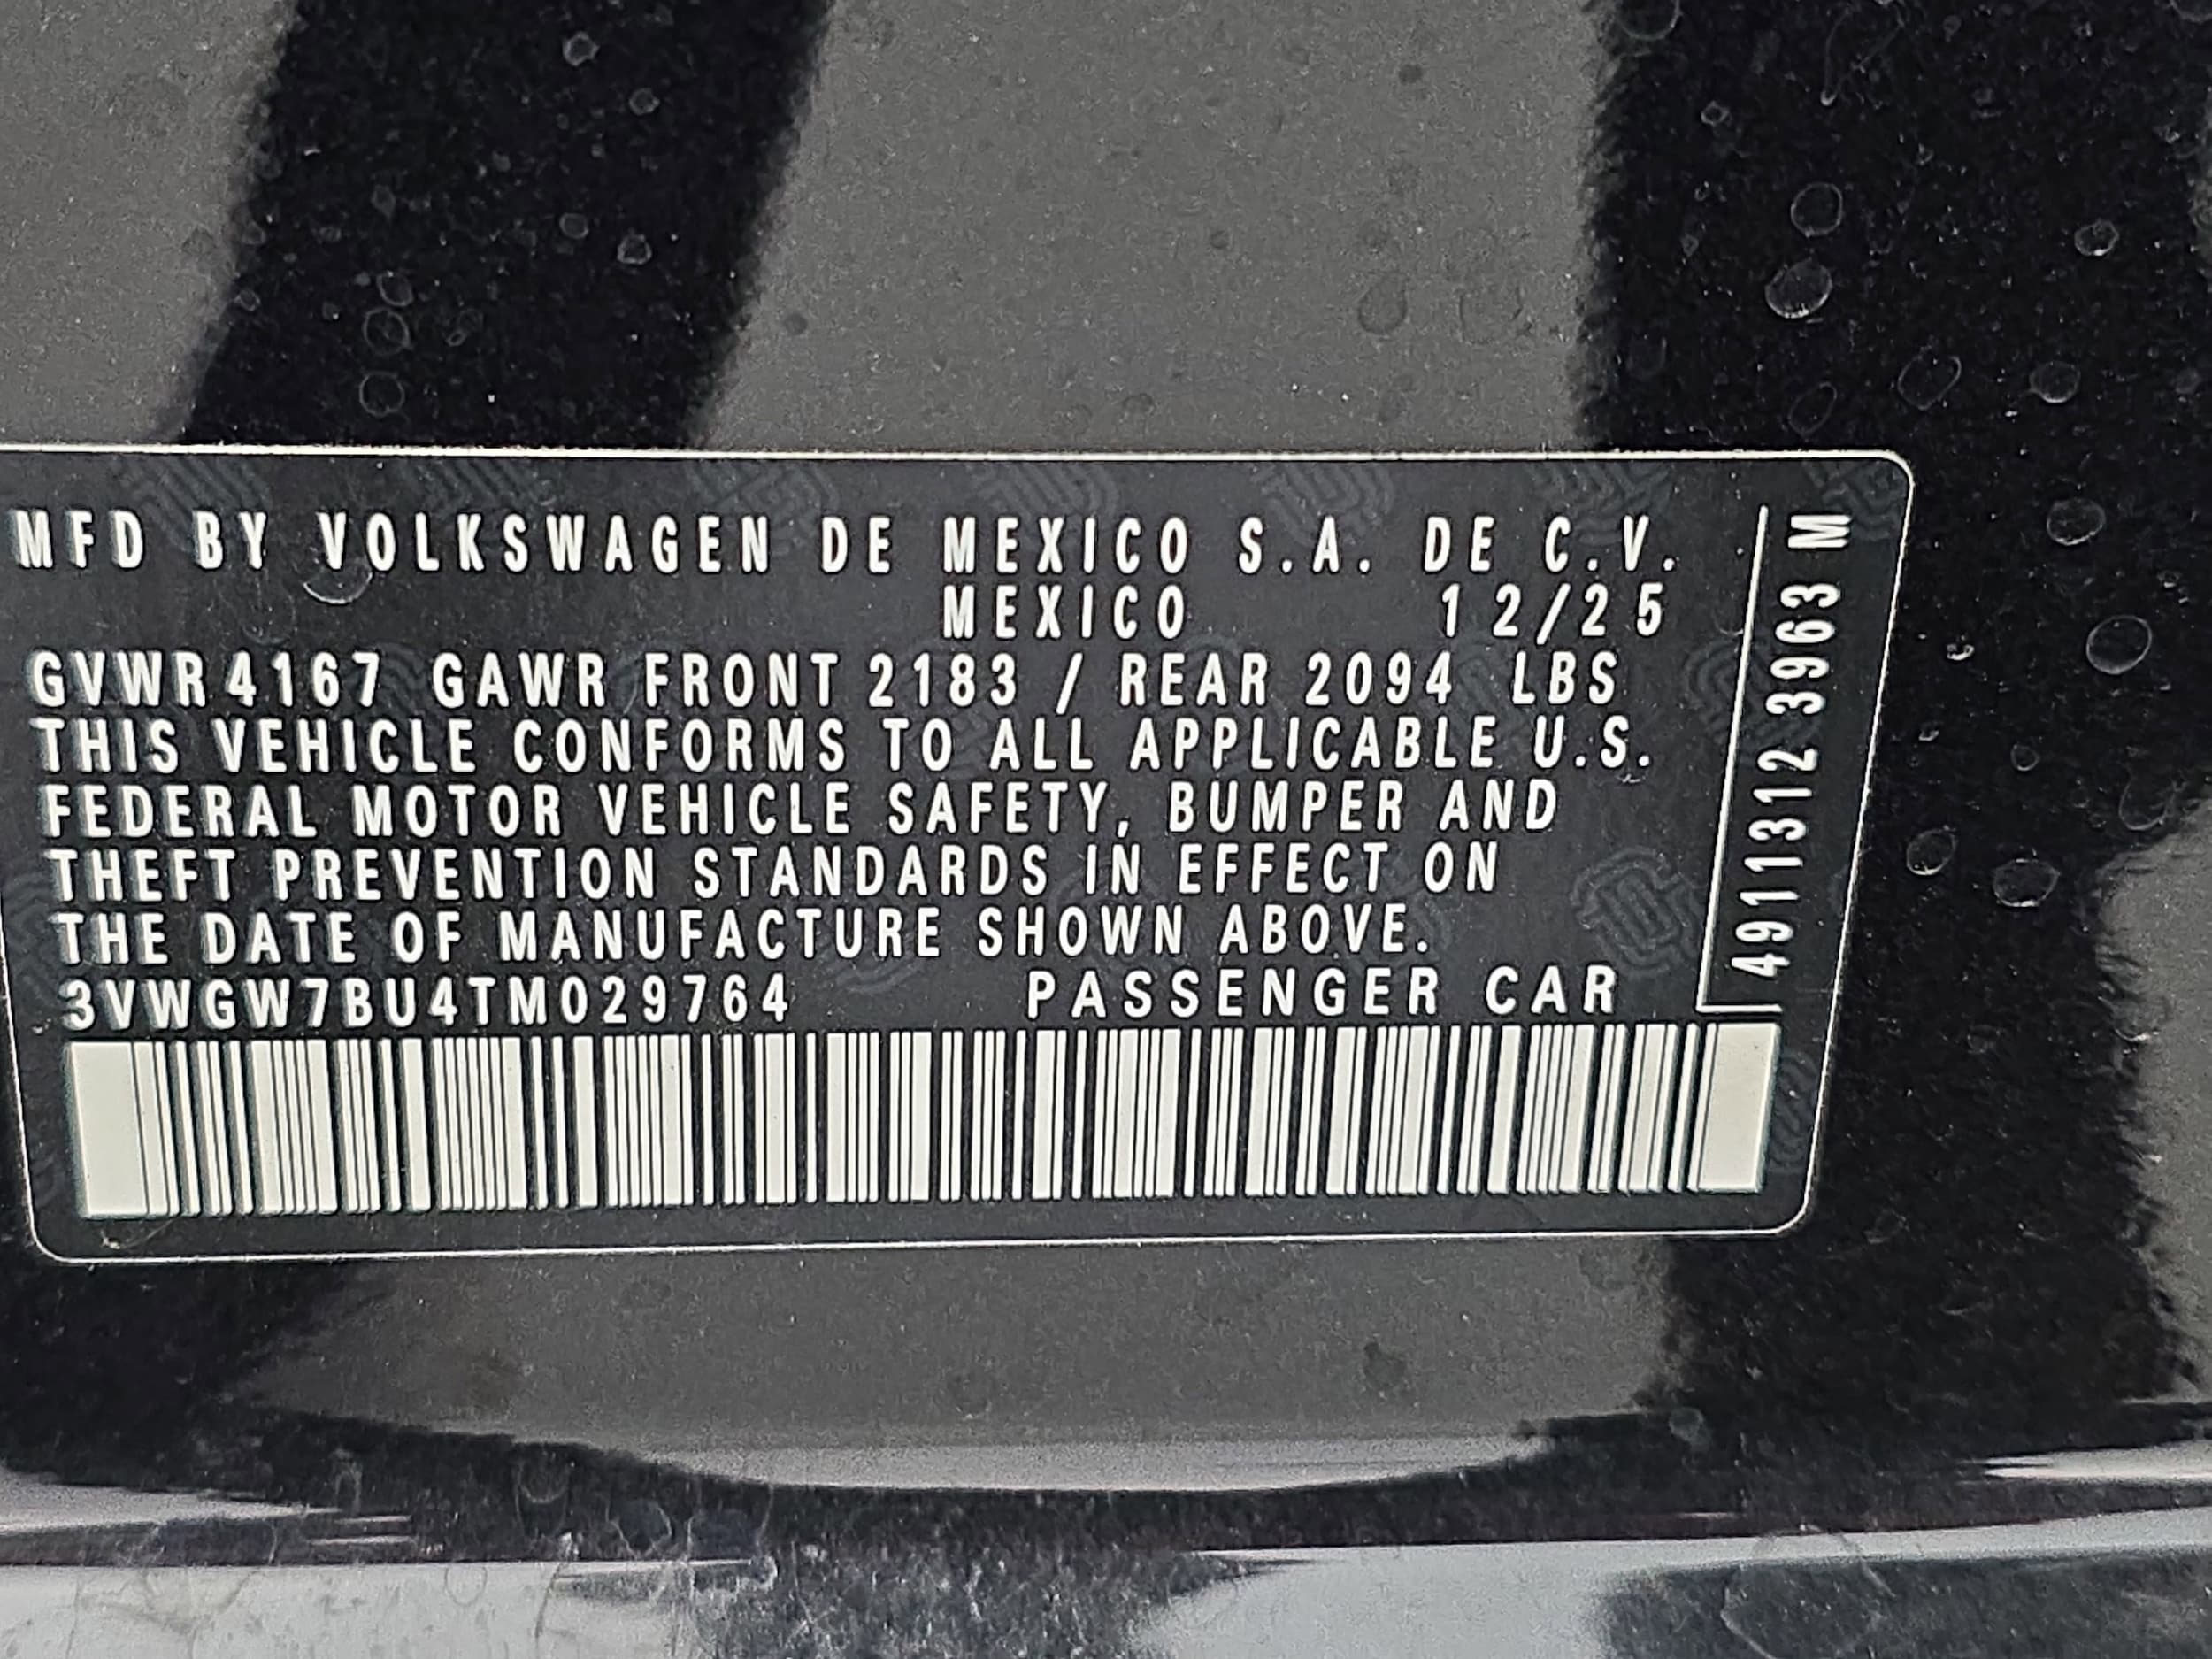 MFD BY VOLKSWAGEN DE MEXICO S.A. DE C.V.
MEXICO 12/25
GVWR 4167 GAWR FRONT 2183 / REAR 2094 LBS
THIS VEHICLE CONFORMS TO ALL APPLICABLE U.S.
FEDERAL MOTOR VEHICLE SAFETY, BUMPER AND
THEFT PREVENTION STANDARDS IN EFFECT ON
THE DATE OF MANUFACTURE SHOWN ABOVE.
3VWGW7BU4TM029764 PASSENGER CAR
4911312 3963 M